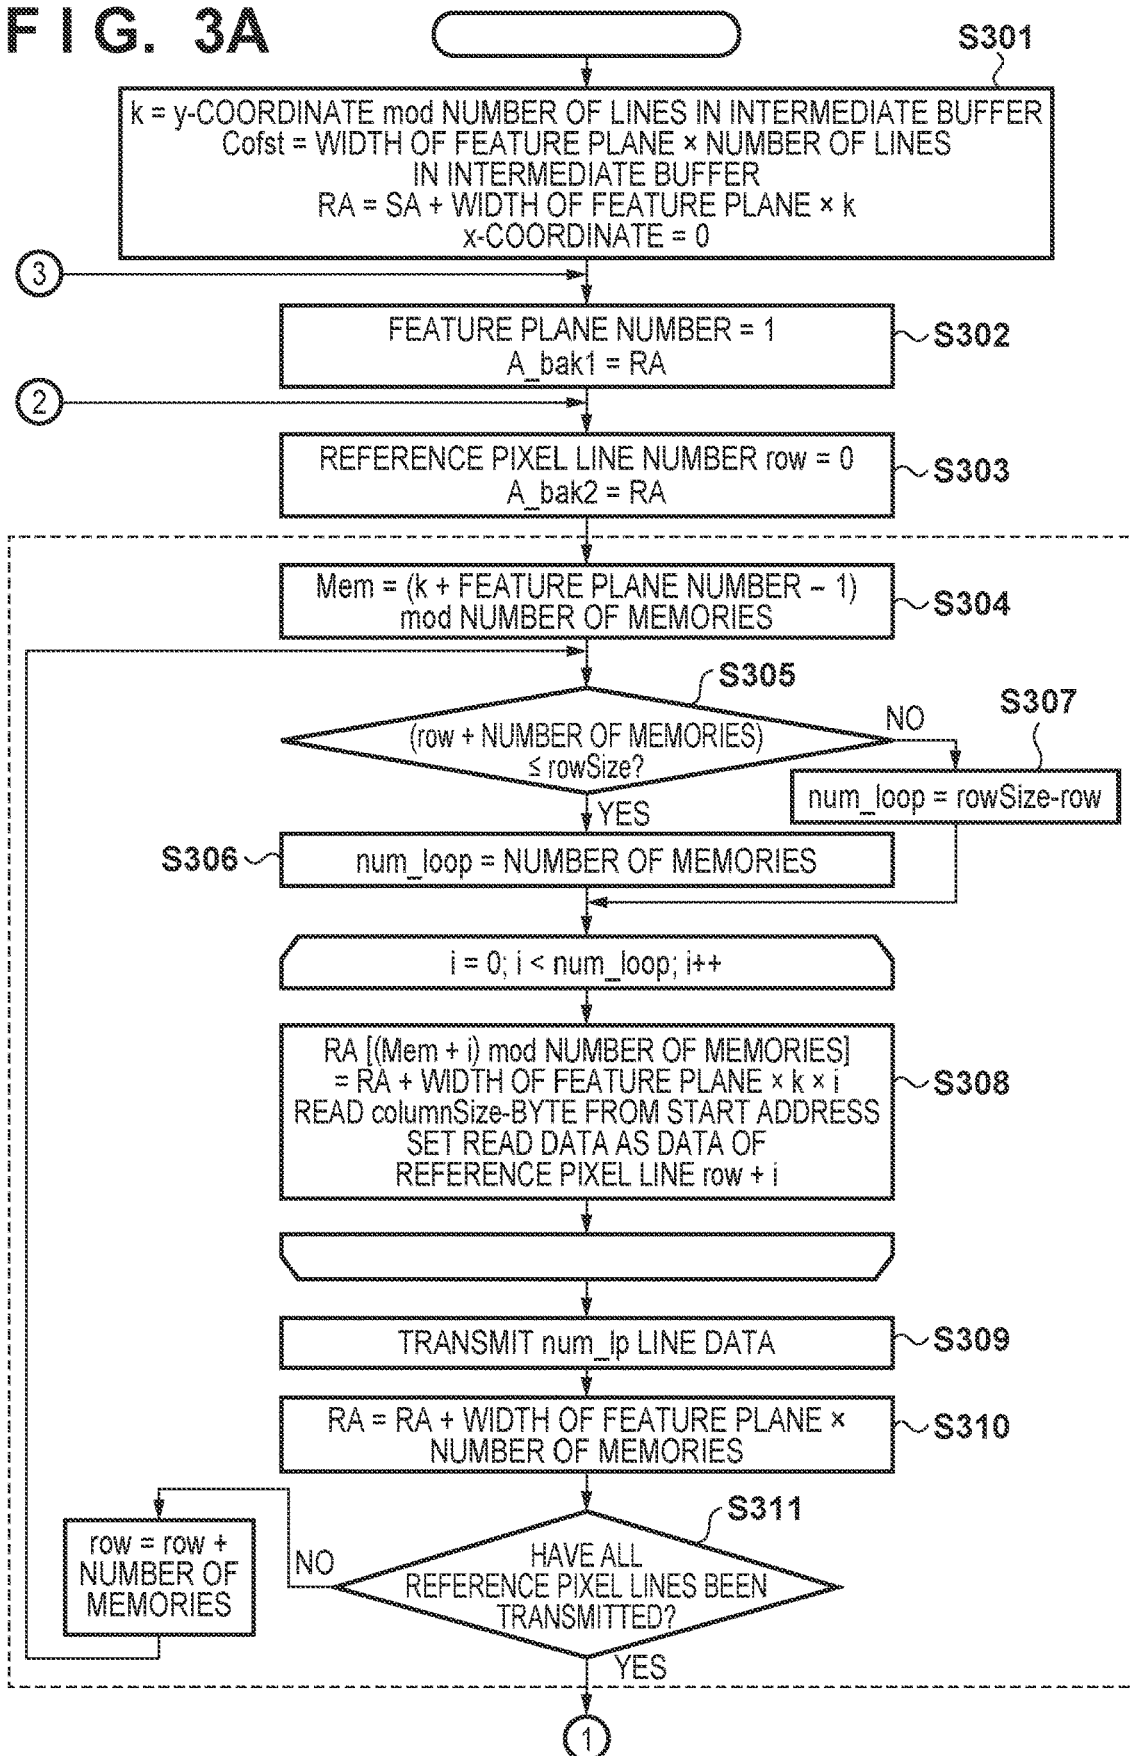 FIG. 3A
S301
k = y-COORDINATE mod NUMBER OF LINES IN INTERMEDIATE BUFFER
Cofst = WIDTH OF FEATURE PLANE × NUMBER OF LINES
IN INTERMEDIATE BUFFER
RA = SA + WIDTH OF FEATURE PLANE × k
x-COORDINATE = 0
3
FEATURE PLANE NUMBER = 1
A_bak1 = RA
S302
2
REFERENCE PIXEL LINE NUMBER row = 0
A_bak2 = RA
S303
Mem = (k + FEATURE PLANE NUMBER – 1)
mod NUMBER OF MEMORIES
S304
S305
(row + NUMBER OF MEMORIES)
≤ rowSize?
NO
S307
num_loop = rowSize-row
YES
S306
num_loop = NUMBER OF MEMORIES
i = 0; i < num_loop; i++
RA [(Mem + i) mod NUMBER OF MEMORIES]
= RA + WIDTH OF FEATURE PLANE × k × i
READ columnSize-BYTE FROM START ADDRESS
SET READ DATA AS DATA OF
REFERENCE PIXEL LINE row + i
S308
TRANSMIT num_lp LINE DATA
S309
RA = RA + WIDTH OF FEATURE PLANE ×
NUMBER OF MEMORIES
S310
S311
HAVE ALL
REFERENCE PIXEL LINES BEEN
TRANSMITTED?
NO
row = row +
NUMBER OF
MEMORIES
YES
1